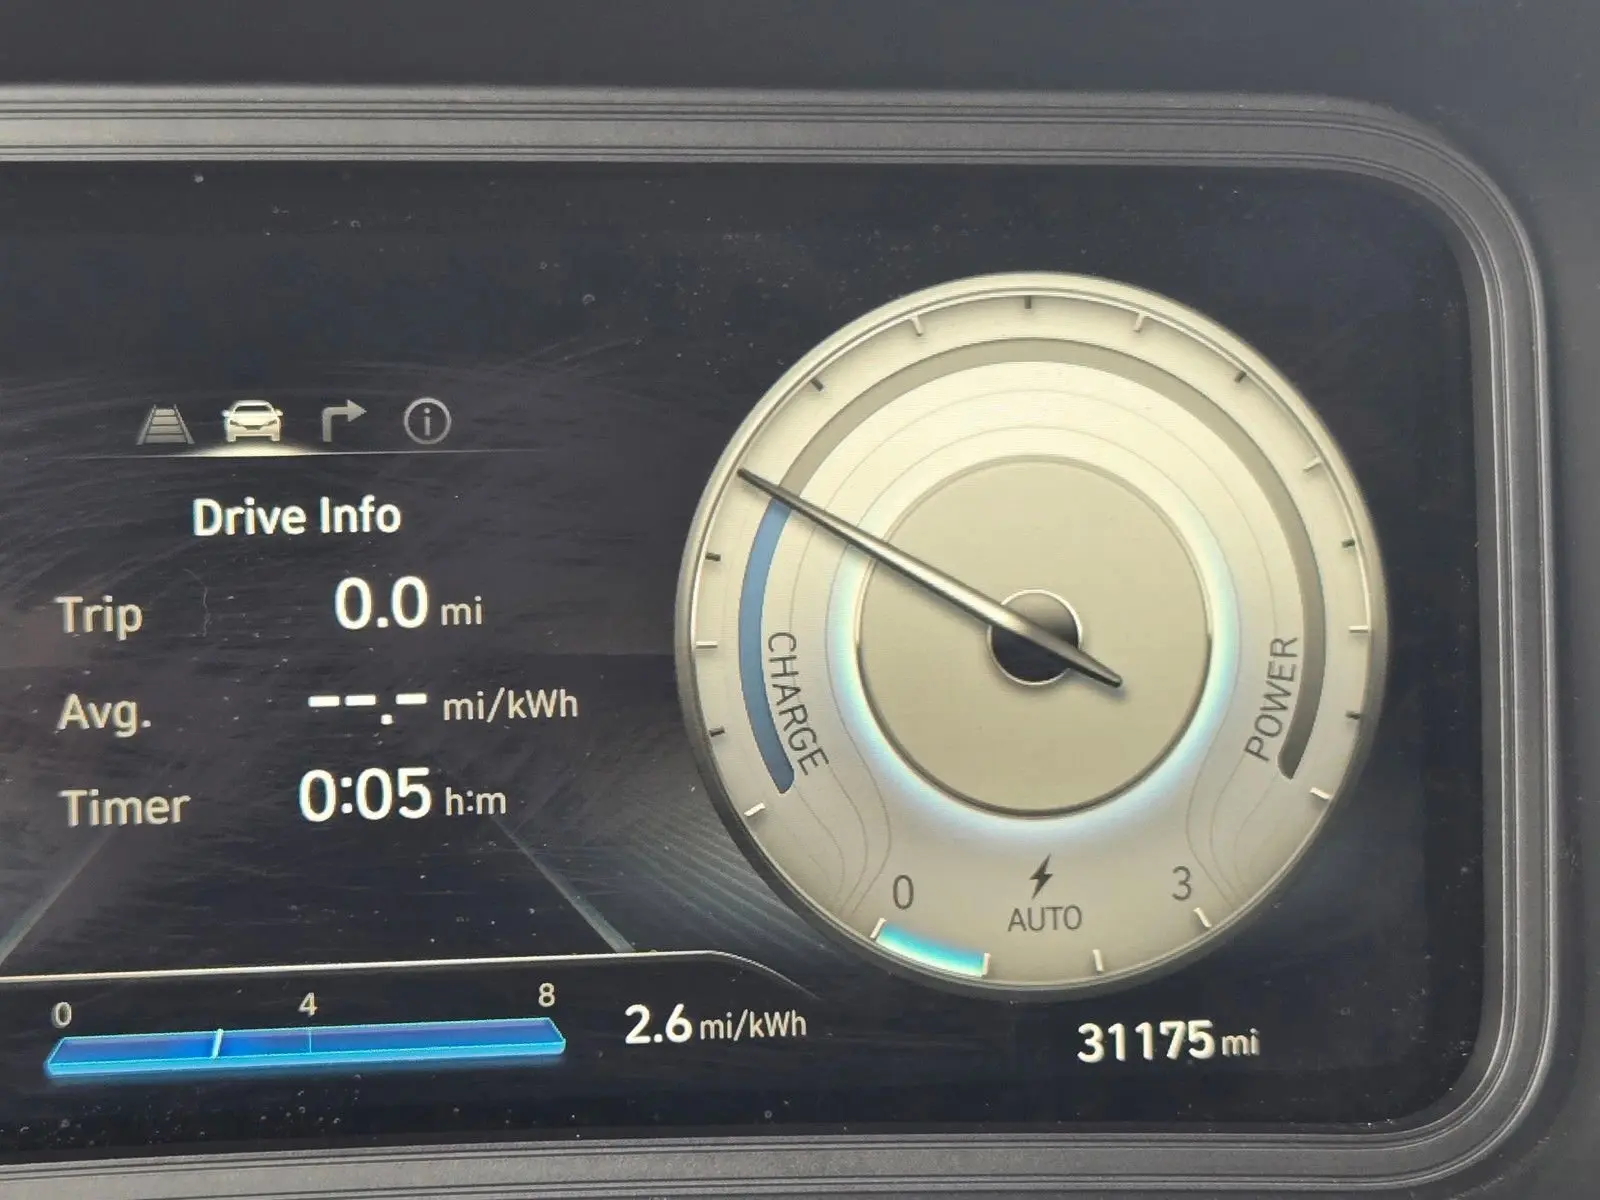 Drive Info
Trip 0.0 mi
Avg. --.- mi/kWh
Timer 0:05 h:m
0 4 8
2.6 mi/kWh
CHARGE
POWER
0 3
AUTO
31175 mi